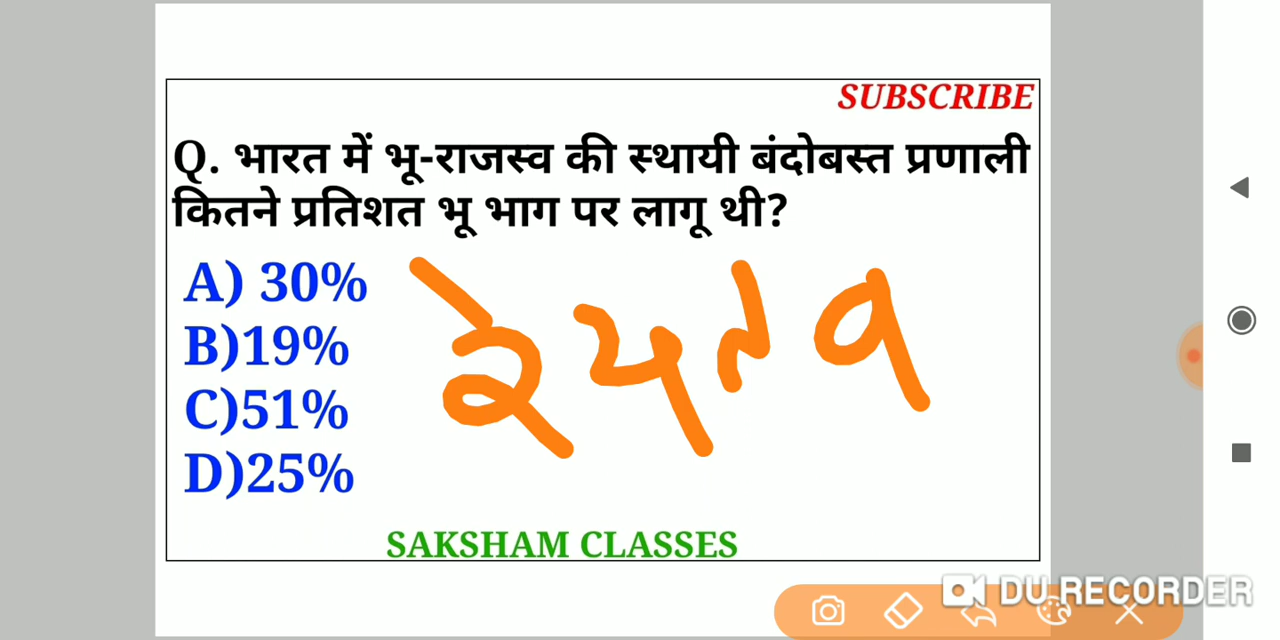 SUBSCRIBE
Q. भारत में भू-राजस्व की स्थायी बंदोबस्त प्रणाली
कितने प्रतिशत भू भाग पर लागू थी?
A) 30%
B)19%
C)51%
D)25%
SAKSHAM CLASSES
DU RECORDER